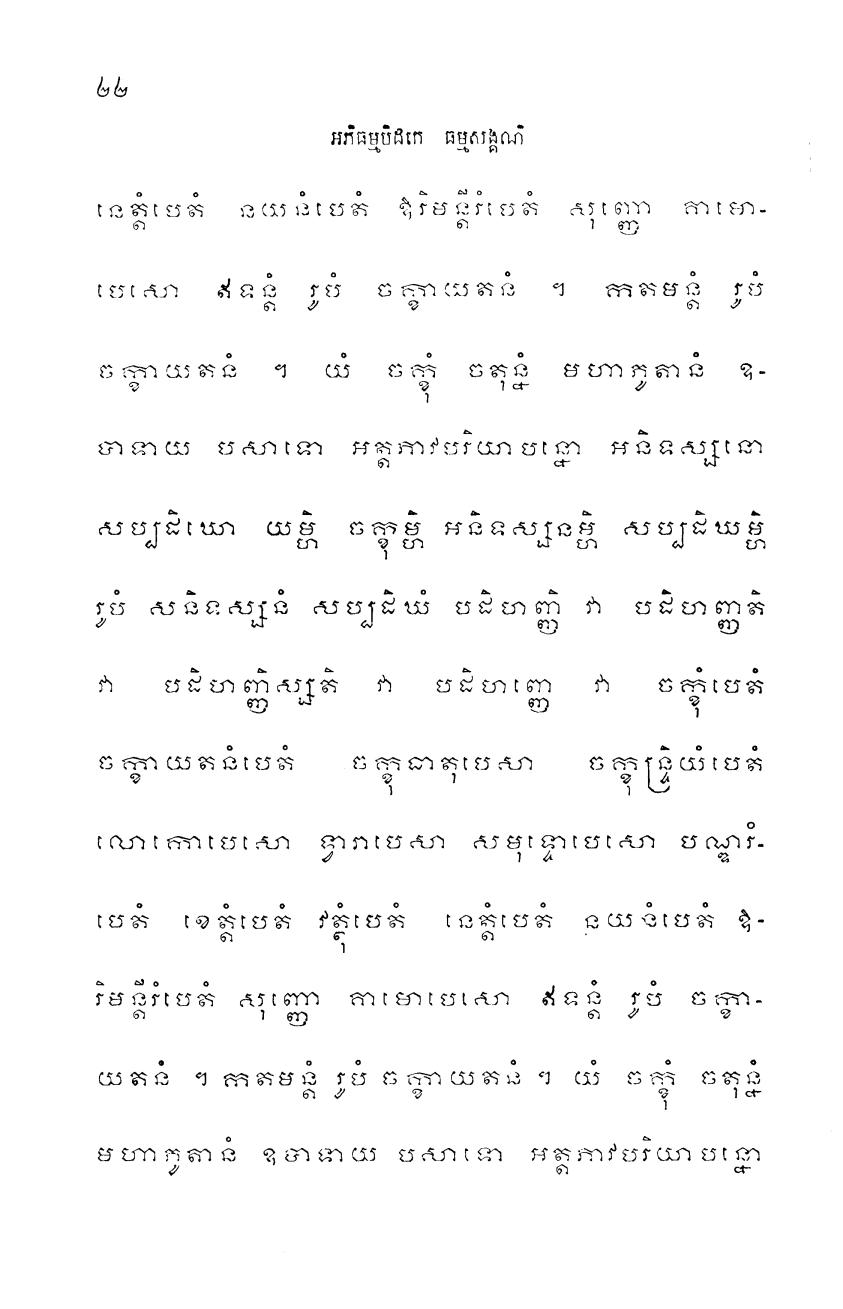 ២២
អភិធម្មបិដកេ ធម្មសង្គណិ
នេត្តំបេតំ នយនំបេតំ ឱរិមន្តីរំបេតំ សុញ្ញោ គាមោ-
បេសោ ឥទន្តំ រូបំ ចក្ខាយតនំ ។ កតមន្តំ រូបំ
ចក្ខាយតនំ ។ យំ ចក្ខុំ ចតុន្នំ មហាភូតានំ ឧ-
បាទាយ បសាទោ អត្តភាវបរិយាបន្នោ អនិទស្សនោ
សប្បដិឃោ យម្ហិ ចក្ខុម្ហិ អនិទស្សនម្ហិ សប្បដិឃម្ហិ
រូបំ សនិទស្សនំ សប្បដិឃំ បដិហញ្ញិ វា បដិហញ្ញតិ
វា បដិហញ្ញិស្សតិ វា បដិហញ្ញេ វា ចក្ខុំបេតំ
ចក្ខាយតនំបេតំ ចក្ខុធាតុបេសា ចក្ខុន្ទ្រិយំបេតំ
លោកោបេសោ ទ្វារាបេសា សមុទ្ទោបេសោ បណ្ឌរំ-
បេតំ ខេត្តំបេតំ វត្ថុំបេតំ នេត្តំបេតំ នយនំបេតំ ឱ-
រិមន្តីរំបេតំ សុញ្ញោ គាមោបេសោ ឥទន្តំ រូបំ ចក្ខា-
យតនំ ។ កតមន្តំ រូបំ ចក្ខាយតនំ ។ យំ ចក្ខុំ ចតុន្នំ
មហាភូតានំ ឧបាទាយ បសាទោ អត្តភាវបរិយាបន្នោ